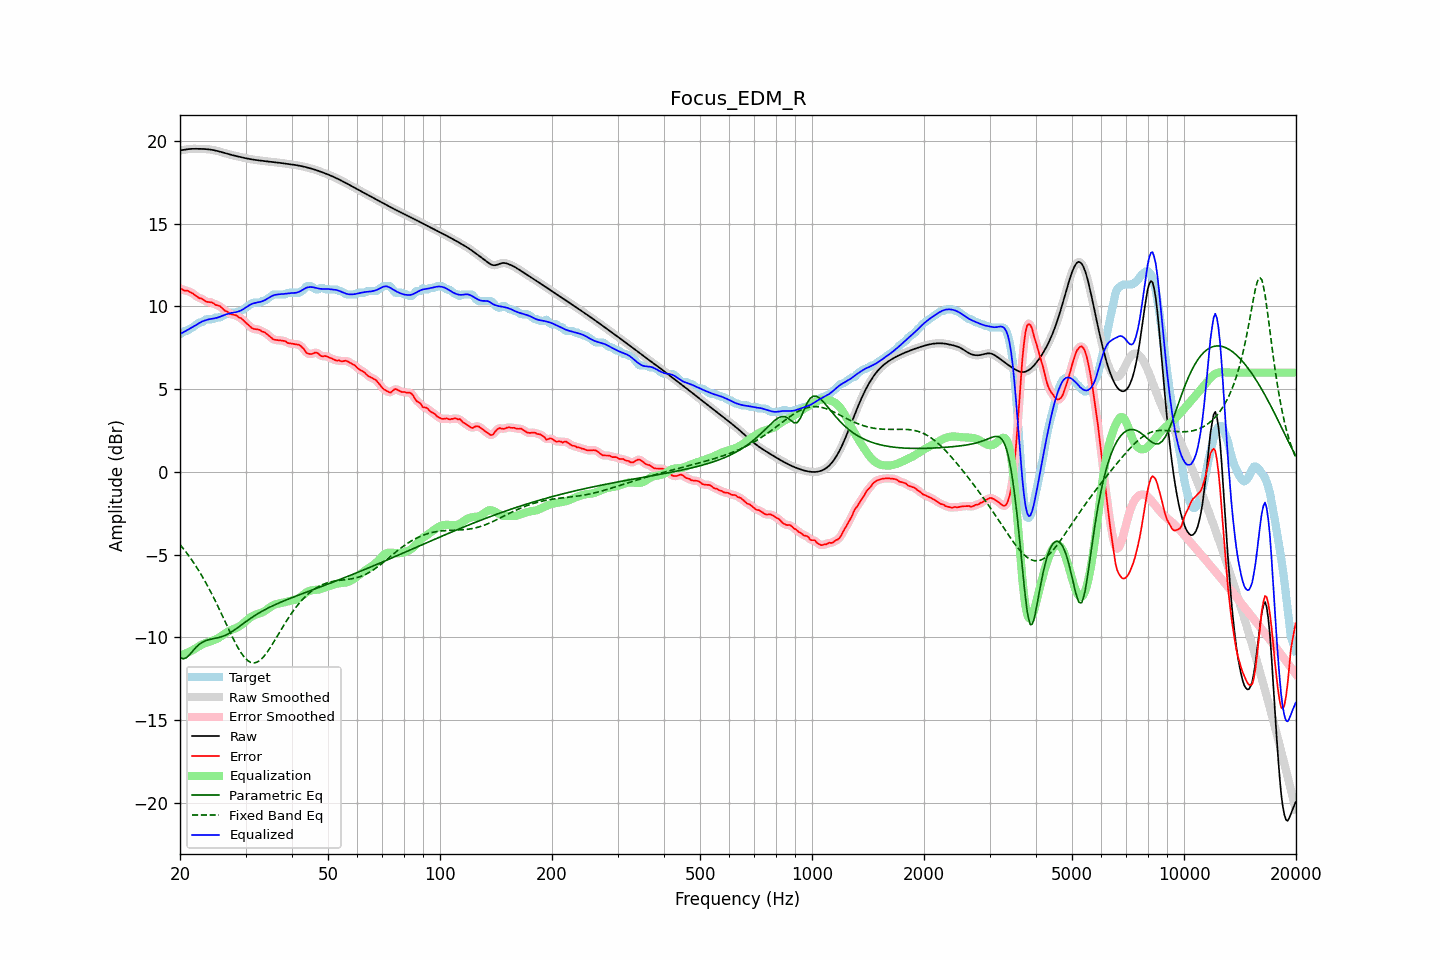 Focus_EDM_R
Amplitude (dBr)
20
15
10
5
0
−5
−10
−15
−20
Target
Raw Smoothed
Error Smoothed
Raw
Error
Equalization
Parametric Eq
Fixed Band Eq
Equalized
20 50 100 200 500 1000 2000 5000 10000 20000
Frequency (Hz)